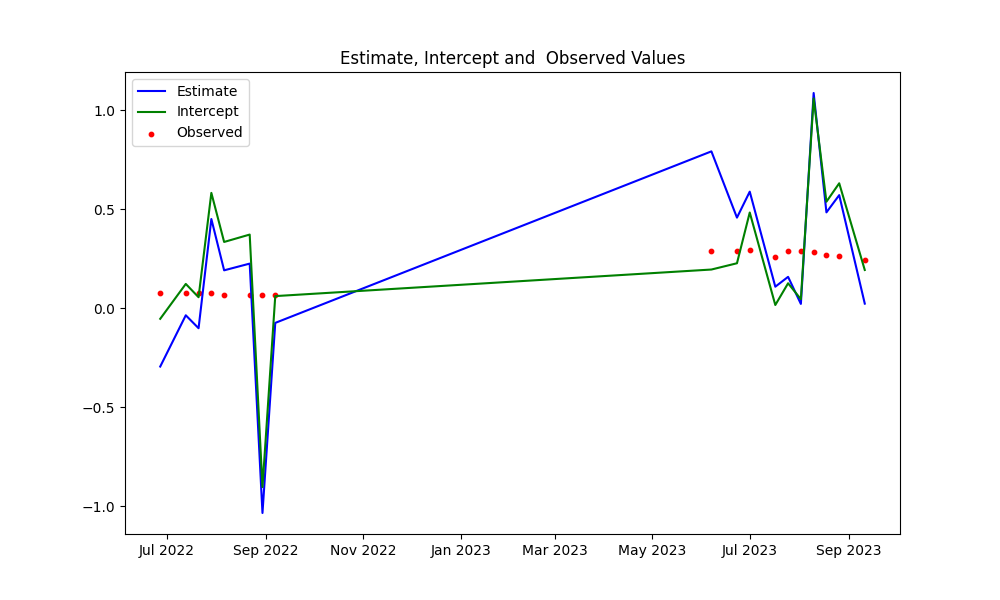 Estimate, Intercept and  Observed Values
Estimate
Intercept
Observed
1.0
0.5
0.0
−0.5
−1.0
Jul 2022
Sep 2022
Nov 2022
Jan 2023
Mar 2023
May 2023
Jul 2023
Sep 2023